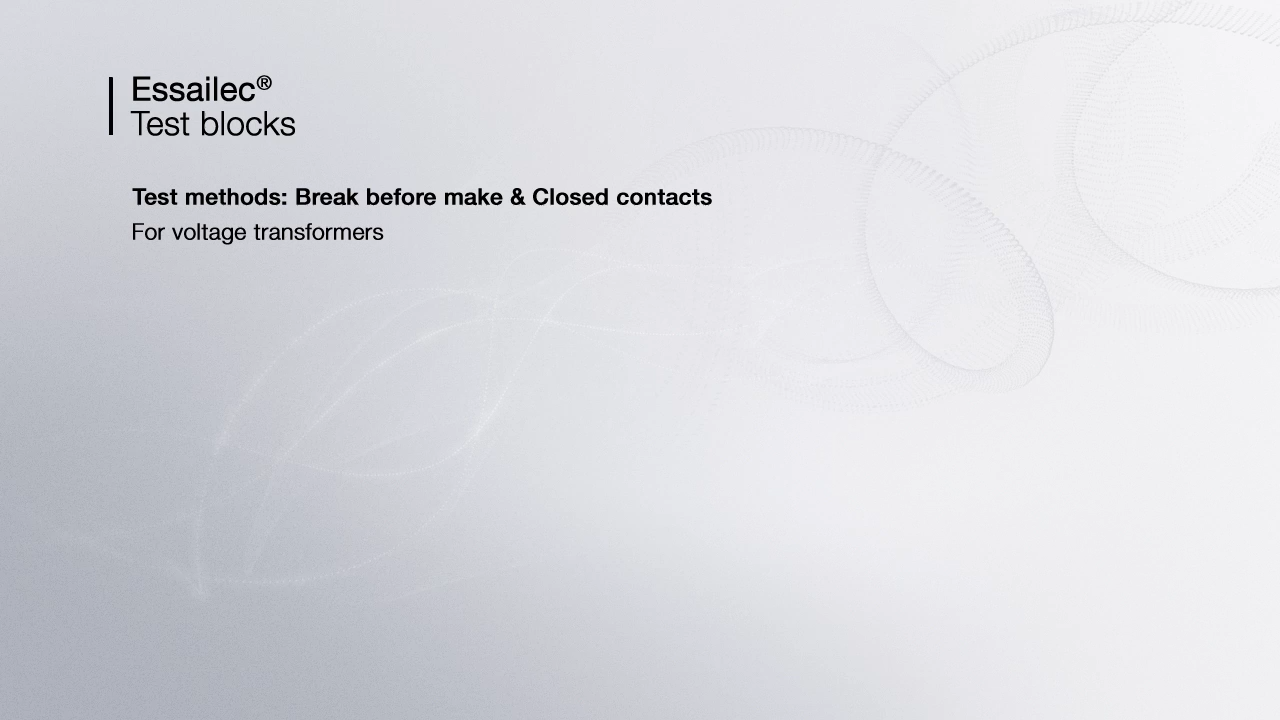 Essailec®
Test blocks
Test methods: Break before make & Closed contacts
For voltage transformers